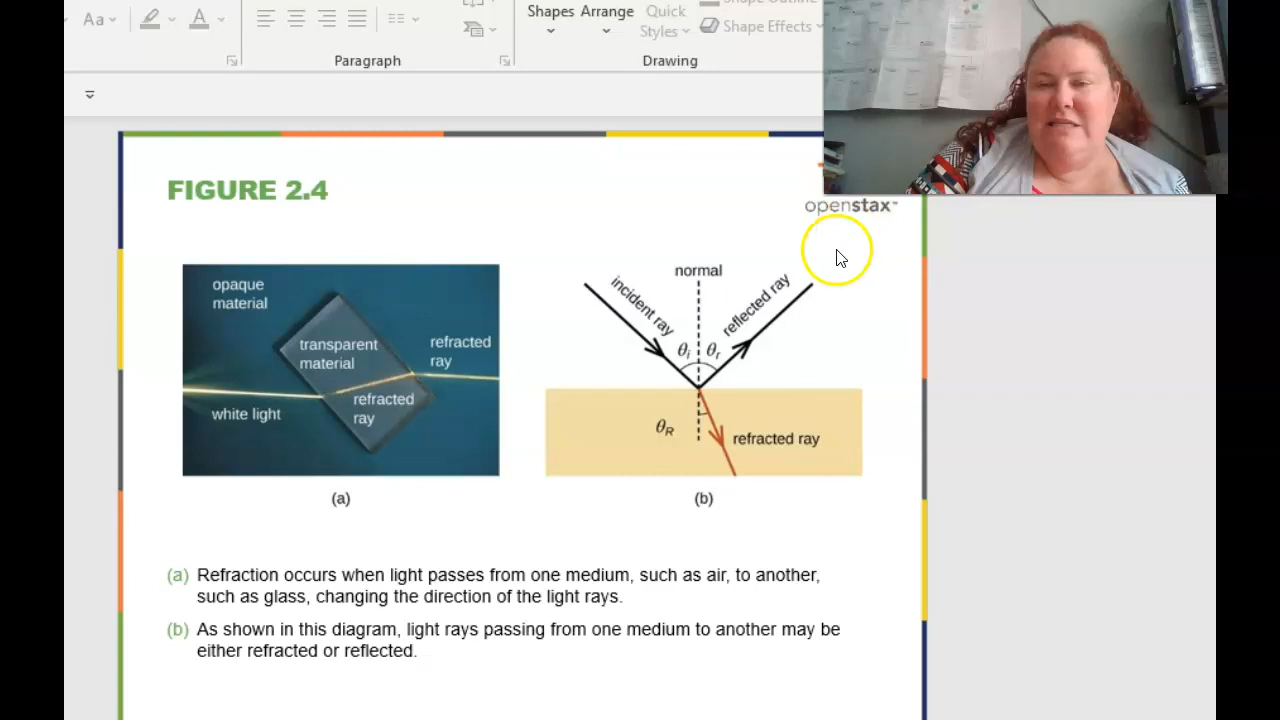 Aa
Shapes Arrange Quick Styles
Shape Outline
Shape Effects
Paragraph
Drawing
FIGURE 2.4
openstax™
opaque
material
transparent
material
refracted
ray
white light
refracted
ray
(a)
normal
incident ray
reflected ray
θi
θr
θR
refracted ray
(b)
(a) Refraction occurs when light passes from one medium, such as air, to another,
such as glass, changing the direction of the light rays.
(b) As shown in this diagram, light rays passing from one medium to another may be
either refracted or reflected.